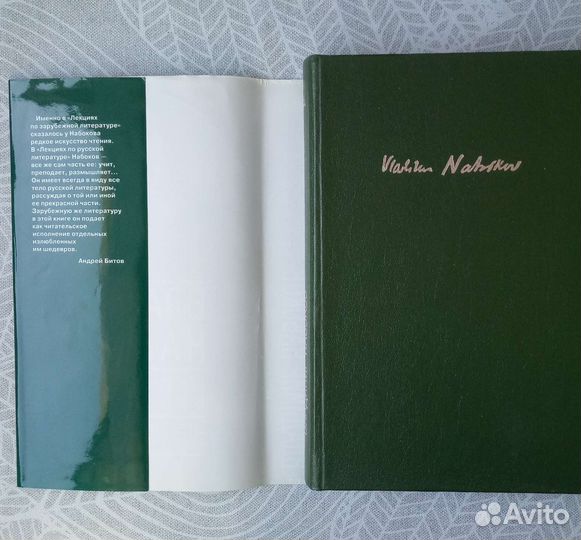 Именно в «Лекциях
по зарубежной литературе»
сказалось у Набокова
редкое искусство чтения.
В «Лекциях по русской
литературе» Набоков —
все же сам часть ее: учит,
преподает, размышляет...
Он имеет всегда в виду все
тело русской литературы,
рассуждая о той или иной
ее прекрасной части.
Зарубежную же литературу
в этой книге он подает
как читательское
исполнение отдельных
излюбленных
им шедевров.
Андрей Битов
Vladimir Nabokov
Avito